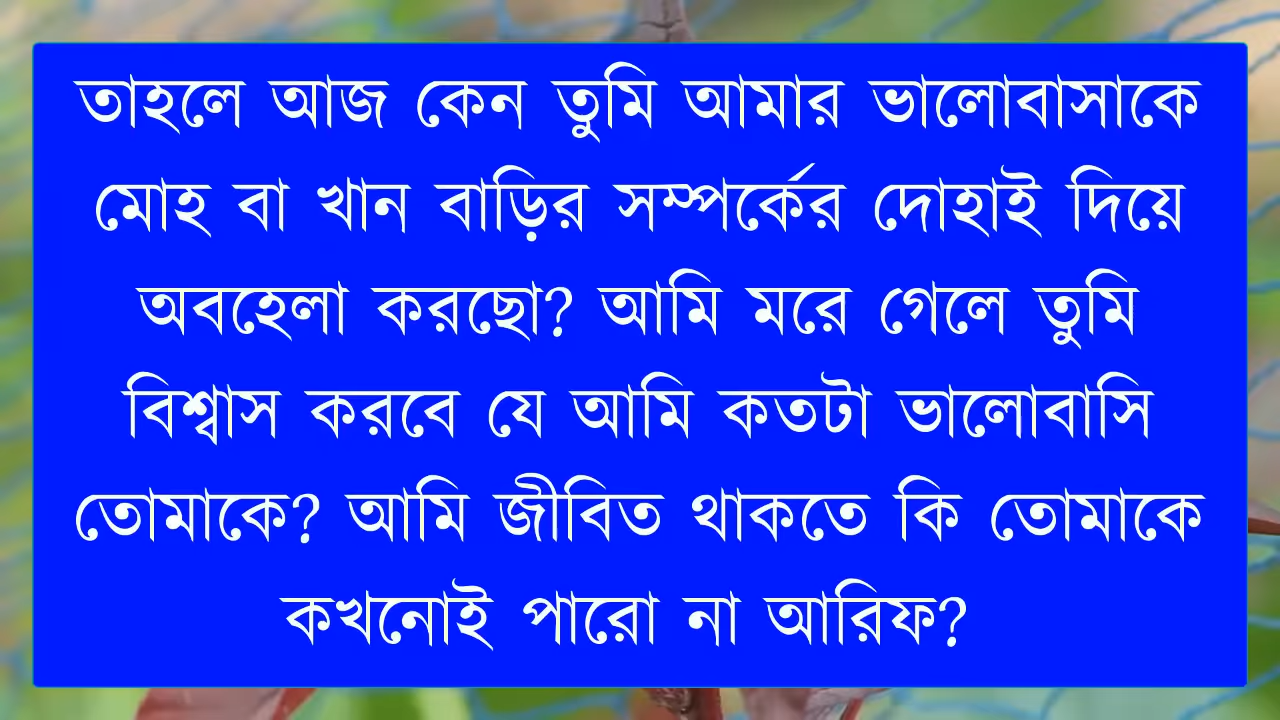 তাহলে আজ কেন তুমি আমার ভালোবাসাকে
মোহ বা খান বাড়ির সম্পর্কের দোহাই দিয়ে
অবহেলা করছো? আমি মরে গেলে তুমি
বিশ্বাস করবে যে আমি কতটা ভালোবাসি
তোমাকে? আমি জীবিত থাকতে কি তোমাকে
কখনোই পারো না আরিফ?